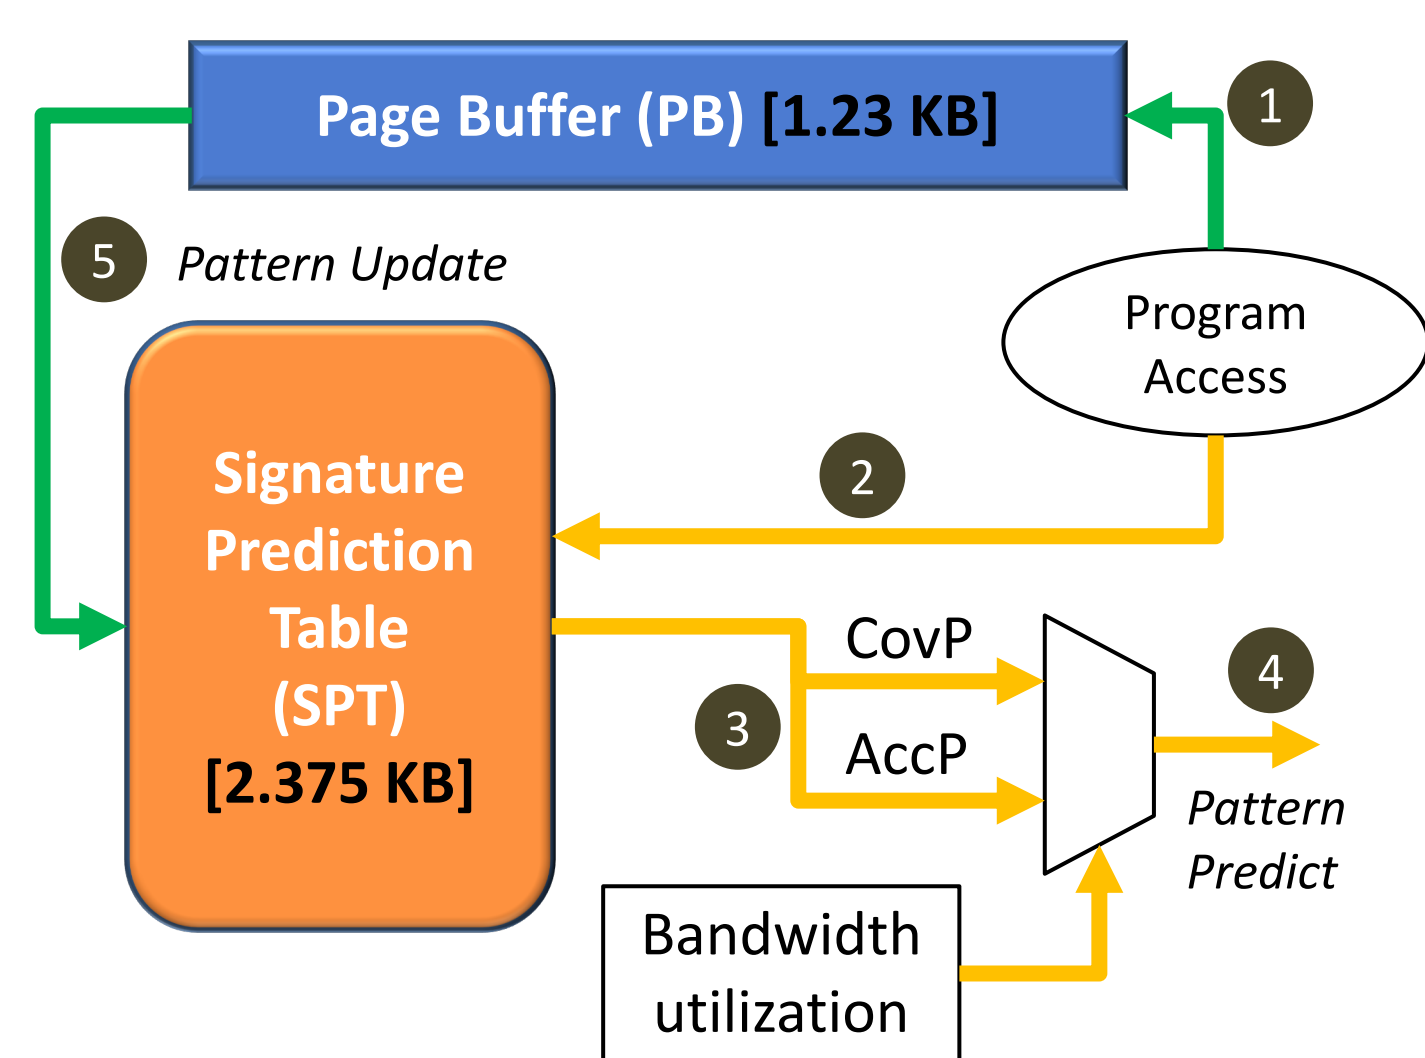 Page Buffer (PB) [1.23 KB]
1
5
Pattern Update
Program
Access
Signature
Prediction
Table
(SPT)
[2.375 KB]
2
CovP
3
AccP
4
Pattern
Predict
Bandwidth
utilization